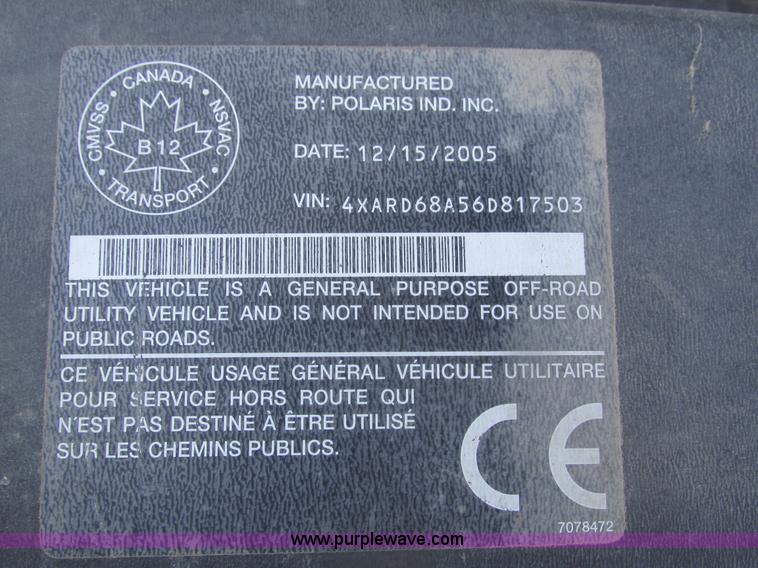 CMVSS • CANADA • NSVAC • TRANSPORT •
B 12
MANUFACTURED
BY: POLARIS IND. INC.
DATE: 12/15/2005
VIN: 4XARD68A56D817503
THIS VEHICLE IS A GENERAL PURPOSE OFF-ROAD
UTILITY VEHICLE AND IS NOT INTENDED FOR USE ON
PUBLIC ROADS.
CE VÉHICULE USAGE GÉNÉRAL VÉHICULE UTILITAIRE
POUR SERVICE HORS ROUTE QUI
N'EST PAS DESTINÉ À ÊTRE UTILISÉ
SUR LES CHEMINS PUBLICS.
CE
7078472
www.purplewave.com